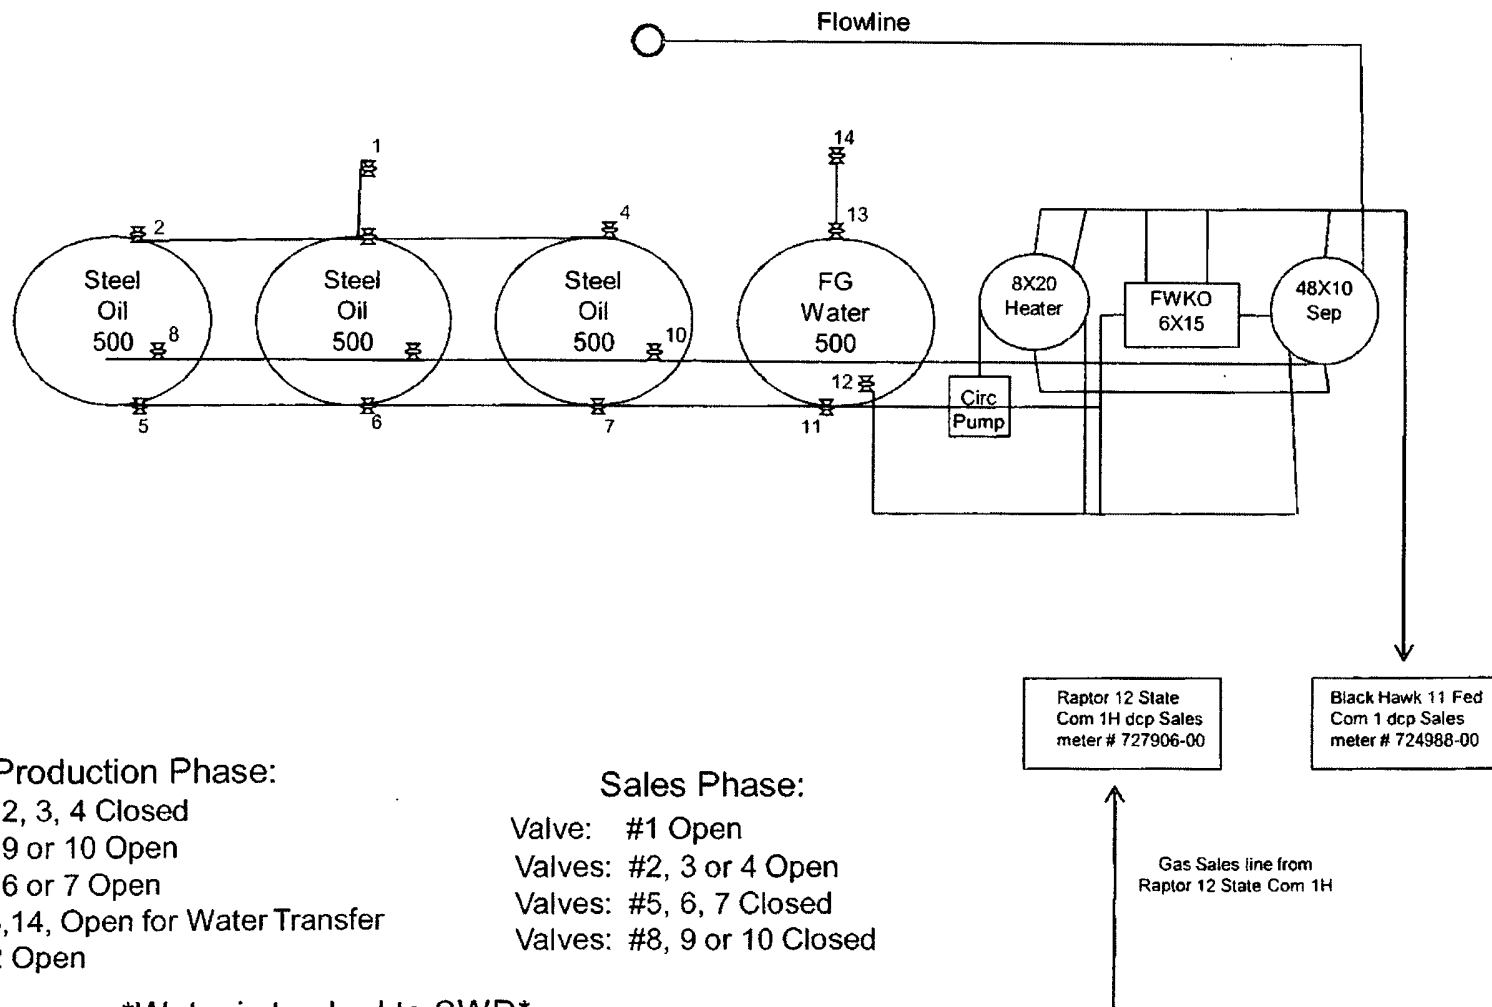 Flowline
1
14
2
4
13
Steel
Oil
500
Steel
Oil
500
Steel
Oil
500
FG
Water
500
8X20
Heater
FWKO
6X15
48X10
Sep
8
10
12
Circ
Pump
5
6
7
11
Raptor 12 State
Com 1H dcp Sales
meter # 727906-00
Black Hawk 11 Fed
Com 1 dcp Sales
meter # 724988-00
Production Phase:
2, 3, 4 Closed
9 or 10 Open
6 or 7 Open
,14, Open for Water Transfer
Open
Sales Phase:
Valve: #1 Open
Valves: #2, 3 or 4 Open
Valves: #5, 6, 7 Closed
Valves: #8, 9 or 10 Closed
Gas Sales line from
Raptor 12 State Com 1H